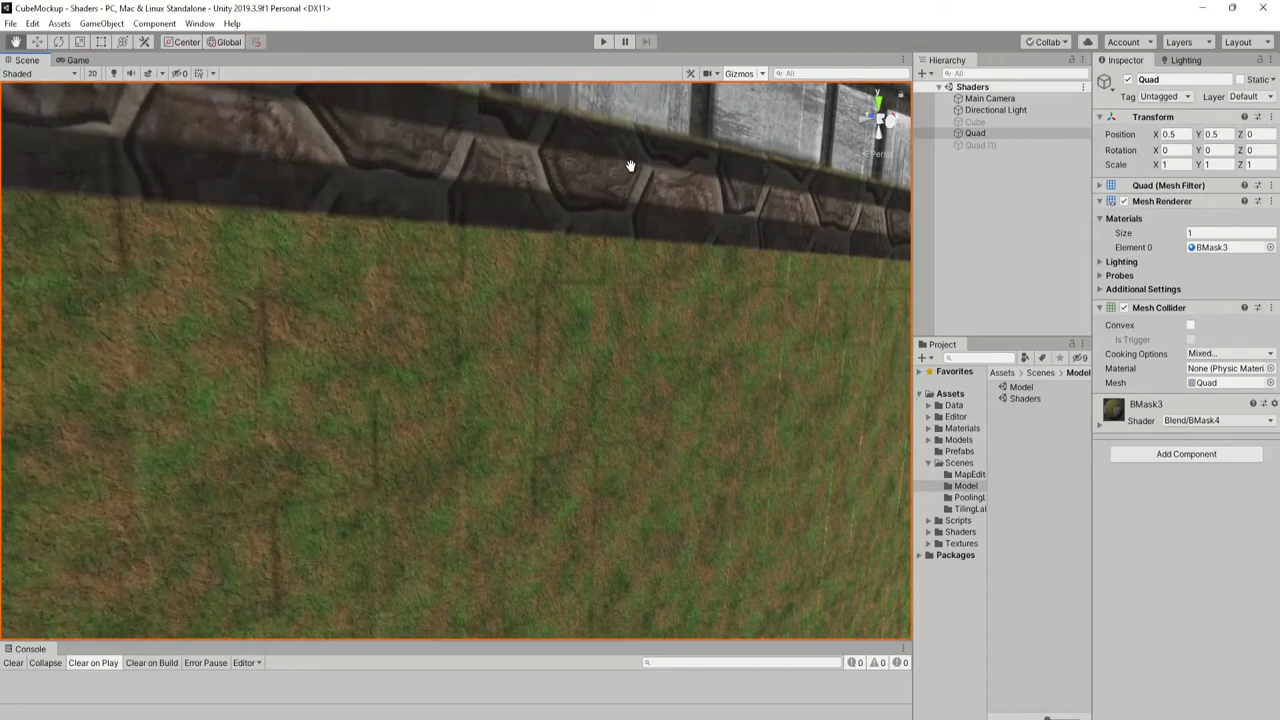 CubeMockup - Shaders - PC, Mac & Linux Standalone - Unity 2019.3.9f1 Personal <DX11>
File Edit Assets GameObject Component Window Help
Center Global Collab Account Layers Layout
Scene Game
Shaded 2D 0 Gizmos All
y
Persp
Hierarchy
All
Shaders
Main Camera
Directional Light
Cube
Quad
Quad (1)
Project
9
Favorites
Assets
Data
Editor
Materials
Models
Prefabs
Scenes
MapEdit
Model
PoolingL
TilingLal
Scripts
Shaders
Textures
Packages
Assets > Scenes > Model
Model
Shaders
Inspector Lighting
Quad Static
Tag Untagged Layer Default
Transform
Position X 0.5 Y 0.5 Z 0
Rotation X 0 Y 0 Z 0
Scale X 1 Y 1 Z 1
Quad (Mesh Filter)
Mesh Renderer
Materials
Size 1
Element 0 BMask3
Lighting
Probes
Additional Settings
Mesh Collider
Convex
Is Trigger
Cooking Options Mixed...
Material None (Physic Materi
Mesh Quad
BMask3
Shader Blend/BMask4
Add Component
Console
Clear Collapse Clear on Play Clear on Build Error Pause Editor 0 0 0